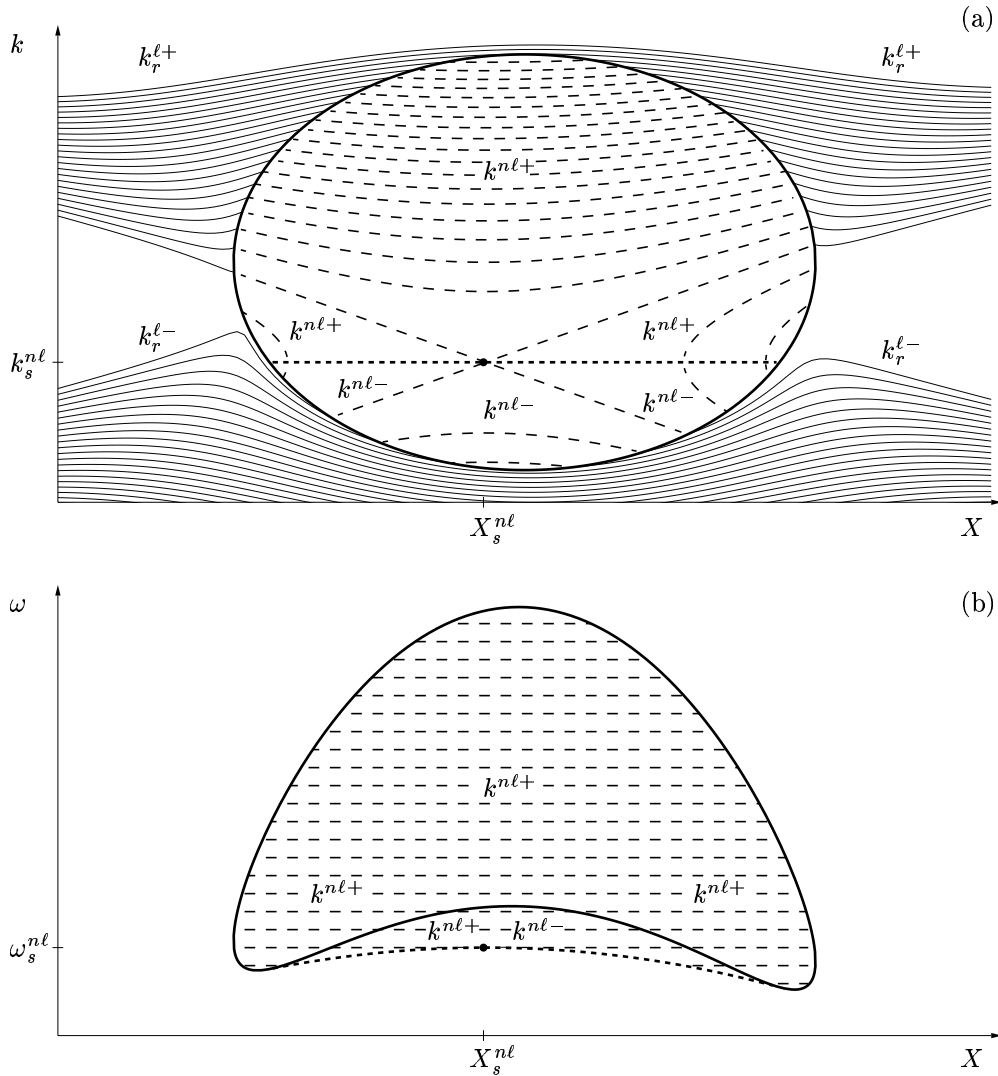 (a)
k
k_r^{ℓ+} k_r^{ℓ+}
k^{nℓ+}
k_r^{ℓ-} k^{nℓ+} k^{nℓ+} k_r^{ℓ-}
k_s^{nℓ}
k^{nℓ-} k^{nℓ-} k^{nℓ-}
X_s^{nℓ} X
ω (b)
k^{nℓ+}
k^{nℓ+} k^{nℓ+}
k^{nℓ+} k^{nℓ-}
ω_s^{nℓ}
X_s^{nℓ} X